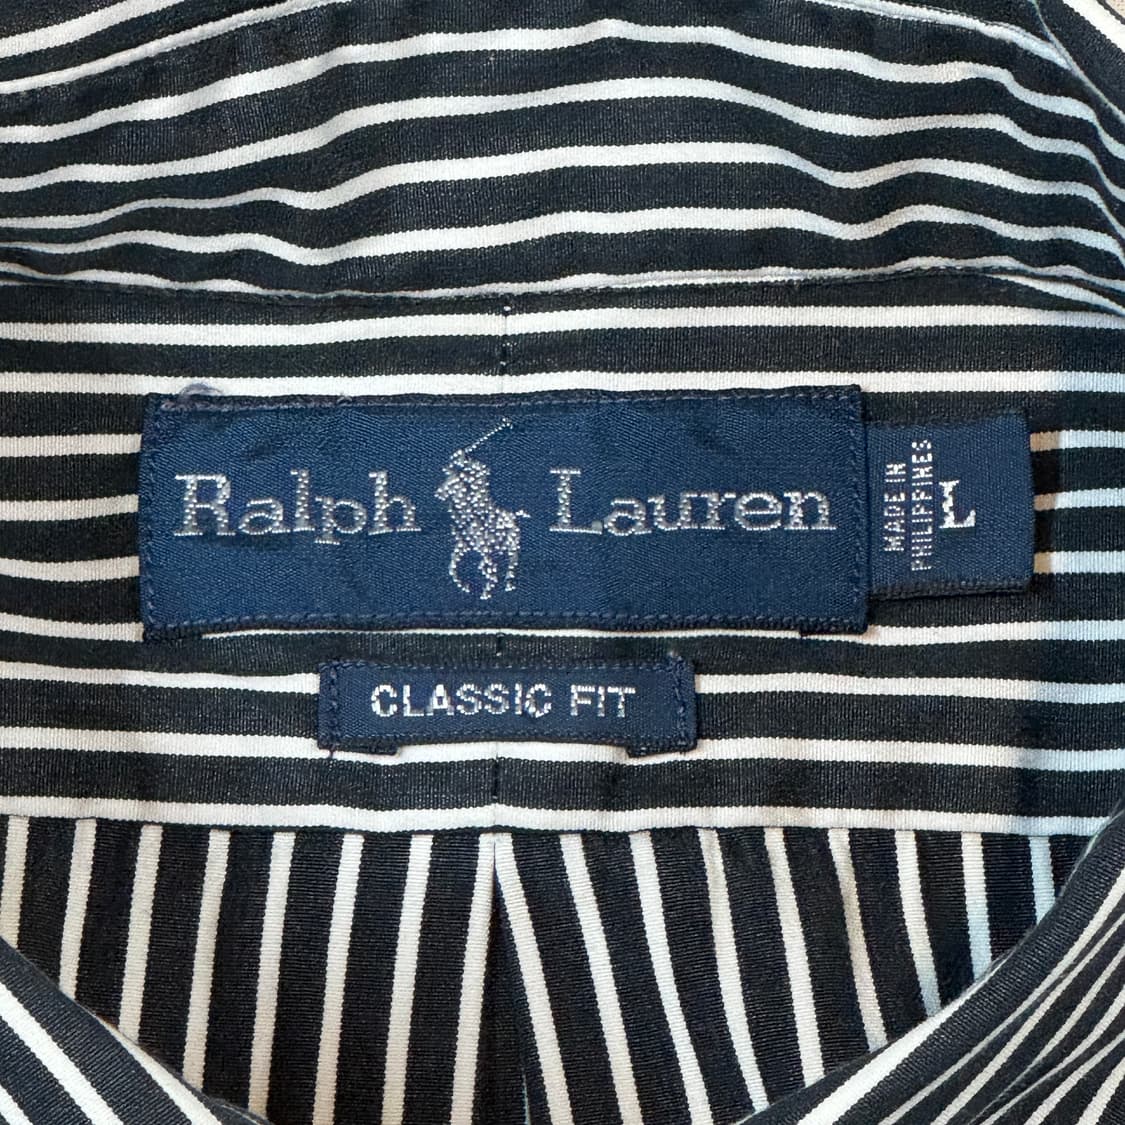 Ralph Lauren
MADE IN
PHILIPPINES
L
CLASSIC FIT